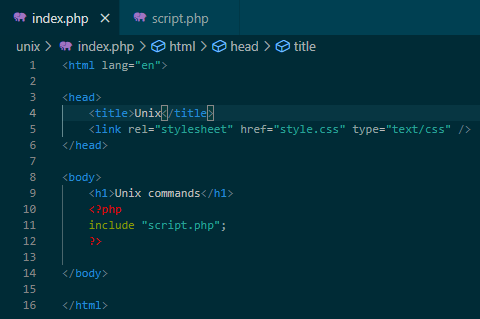 index.php × script.php
unix > index.php > html > head > title
1 <html lang="en">
2
3 <head>
4 <title>Unix</title>
5 <link rel="stylesheet" href="style.css" type="text/css" />
6 </head>
7
8 <body>
9 <h1>Unix commands</h1>
10 <?php
11 include "script.php";
12 ?>
13
14 </body>
15
16 </html>